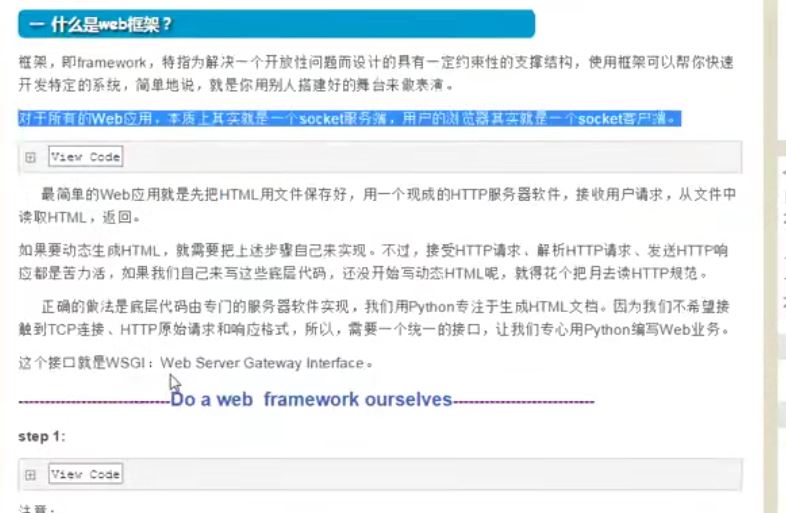 一 什么是web框架？
框架，即framework，特指为解决一个开放性问题而设计的具有一定约束性的支撑结构，使用框架可以帮你快速
开发特定的系统，简单地说，就是你用别人搭建好的舞台来做表演。
对于所有的Web应用，本质上其实就是一个socket服务端，用户的浏览器其实就是一个socket客户端。
View Code
最简单的Web应用就是先把HTML用文件保存好，用一个现成的HTTP服务器软件，接收用户请求，从文件中
读取HTML，返回。
如果要动态生成HTML，就需要把上述步骤自己来实现。不过，接受HTTP请求、解析HTTP请求、发送HTTP响
应都是苦力活，如果我们自己来写这些底层代码，还没开始写动态HTML呢，就得花个把月去读HTTP规范。
正确的做法是底层代码由专门的服务器软件实现，我们用Python专注于生成HTML文档。因为我们不希望接
触到TCP连接、HTTP原始请求和响应格式，所以，需要一个统一的接口，让我们专心用Python编写Web业务。
这个接口就是WSGI：Web Server Gateway Interface。
---------------------------Do a web  framework ourselves-------------------------
step 1:
View Code
注意：